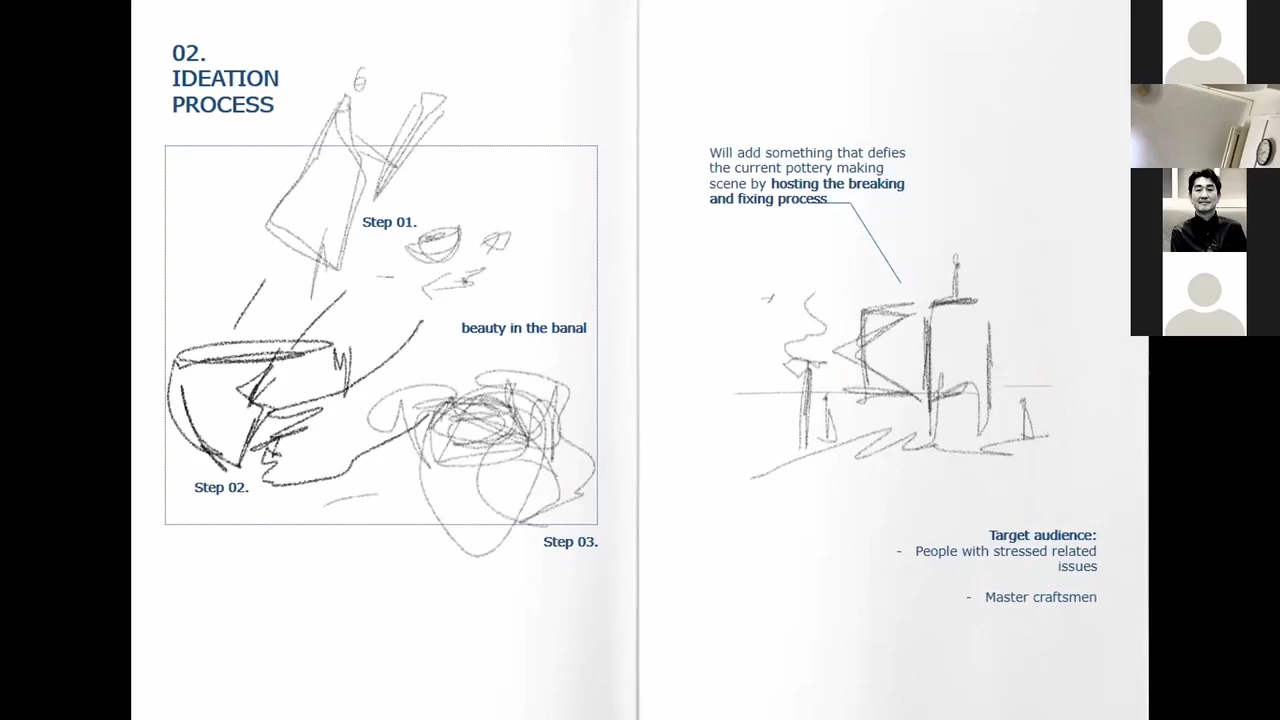 02.
IDEATION
PROCESS
Step 01.
beauty in the banal
Step 02.
Step 03.
Will add something that defies
the current pottery making
scene by hosting the breaking
and fixing process
Target audience:
- People with stressed related
issues
- Master craftsmen